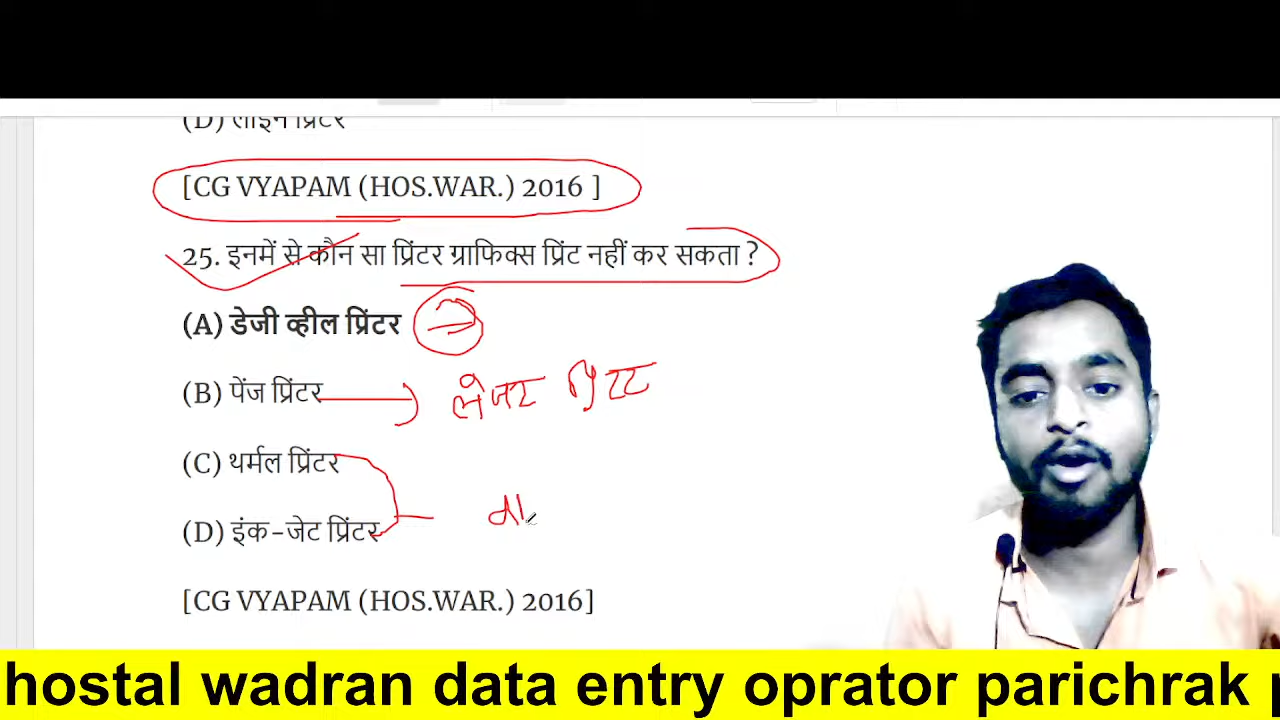 (D) लाइन प्रिंटर
[CG VYAPAM (HOS.WAR.) 2016 ]
25. इनमें से कौन सा प्रिंटर ग्राफिक्स प्रिंट नहीं कर सकता ?
(A) डेजी व्हील प्रिंटर
(B) पेंज प्रिंटर
लेजर
(C) थर्मल प्रिंटर
(D) इंक-जेट प्रिंटर
[CG VYAPAM (HOS.WAR.) 2016]
hostal wadran data entry oprator parichrak